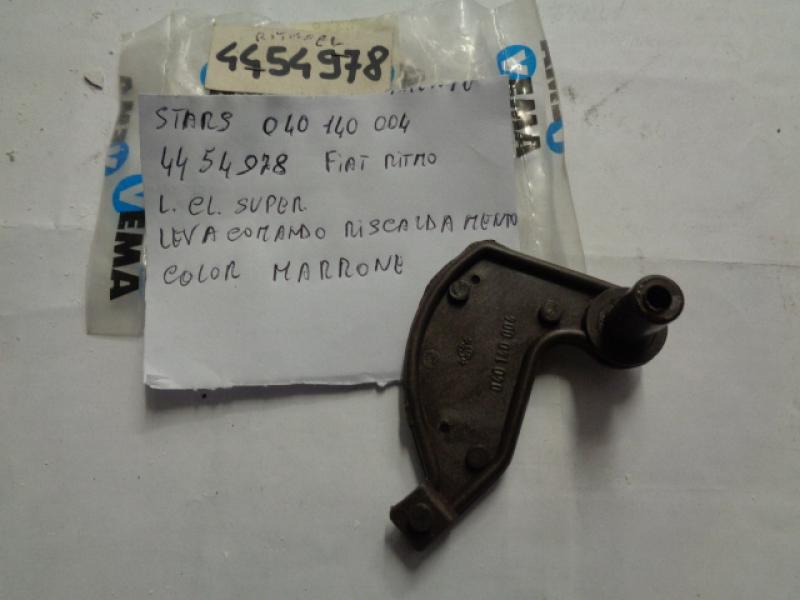 RITMO CL
4454978
STARS 040 140 004
4454978 FIAT RITMO
L. CL. SUPER
LEVA COMANDO RISCALDAMENTO
COLOR MARRONE
040 140 004
VEMA
VEMA